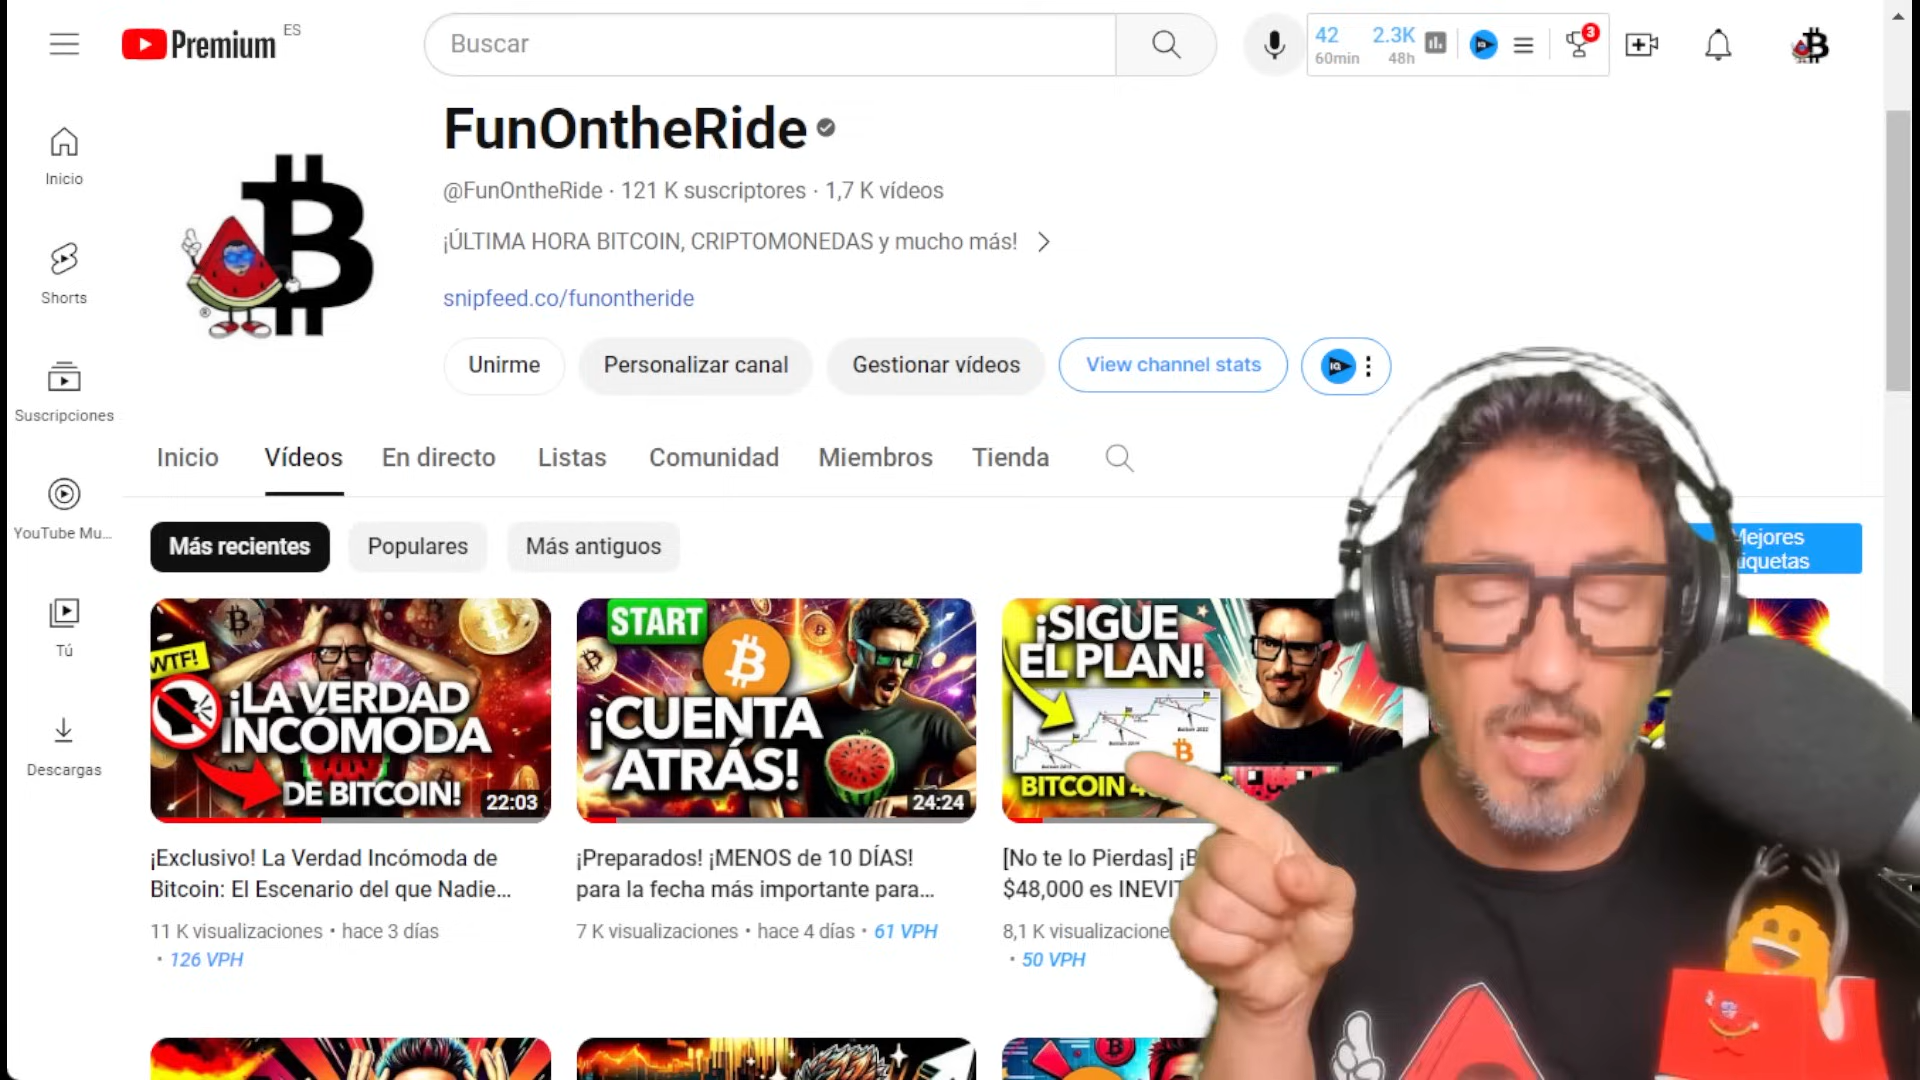 Premium ES
Buscar
42
60min
2.3K
48h
3
FunOntheRide
@FunOntheRide · 121 K suscriptores · 1,7 K vídeos
¡ÚLTIMA HORA BITCOIN, CRIPTOMONEDAS y mucho más!
snipfeed.co/funontheride
Unirme
Personalizar canal
Gestionar vídeos
View channel stats
Inicio
Shorts
Suscripciones
YouTube Mu...
Tú
Descargas
Inicio
Vídeos
En directo
Listas
Comunidad
Miembros
Tienda
Más recientes
Populares
Más antiguos
Mejores
WTF!
¡LA VERDAD
INCÓMODA
DE BITCOIN!
22:03
START
¡CUENTA
ATRÁS!
24:24
¡SIGUE
EL PLAN!
BITCOIN
¡Exclusivo! La Verdad Incómoda de
Bitcoin: El Escenario del que Nadie...
11 K visualizaciones • hace 3 días
• 126 VPH
¡Preparados! ¡MENOS de 10 DÍAS!
para la fecha más importante para...
7 K visualizaciones • hace 4 días • 61 VPH
[No te lo Pierdas]
$48,000 es
8,1 K
• 50 VPH